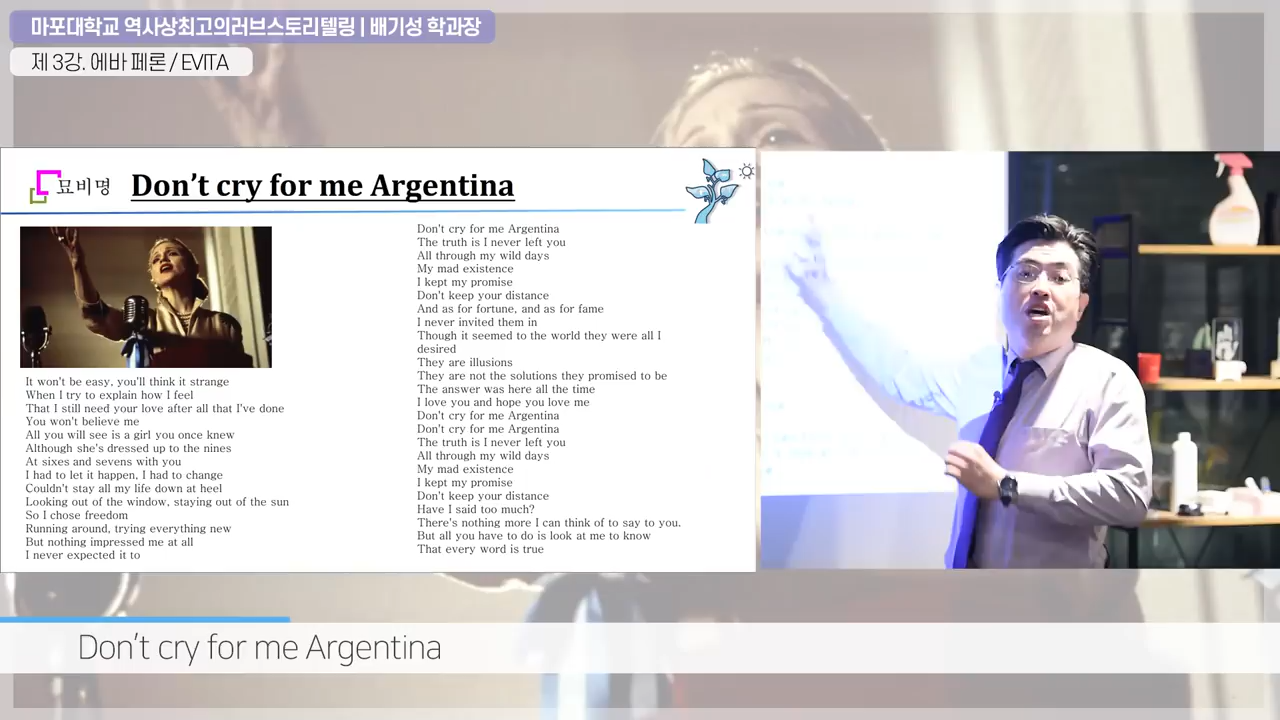 마포대학교 역사상최고의러브스토리텔링 | 배기성 학과장
제 3강. 에바 페론 / EVITA
묘비명 Don't cry for me Argentina
It won't be easy, you'll think it strange
When I try to explain how I feel
That I still need your love after all that I've done
You won't believe me
All you will see is a girl you once knew
Although she's dressed up to the nines
At sixes and sevens with you
I had to let it happen, I had to change
Couldn't stay all my life down at heel
Looking out of the window, staying out of the sun
So I chose freedom
Running around, trying everything new
But nothing impressed me at all
I never expected it to
Don't cry for me Argentina
The truth is I never left you
All through my wild days
My mad existence
I kept my promise
Don't keep your distance
And as for fortune, and as for fame
I never invited them in
Though it seemed to the world they were all I
desired
They are illusions
They are not the solutions they promised to be
The answer was here all the time
I love you and hope you love me
Don't cry for me Argentina
Don't cry for me Argentina
The truth is I never left you
All through my wild days
My mad existence
I kept my promise
Don't keep your distance
Have I said too much?
There's nothing more I can think of to say to you.
But all you have to do is look at me to know
That every word is true
Don't cry for me Argentina